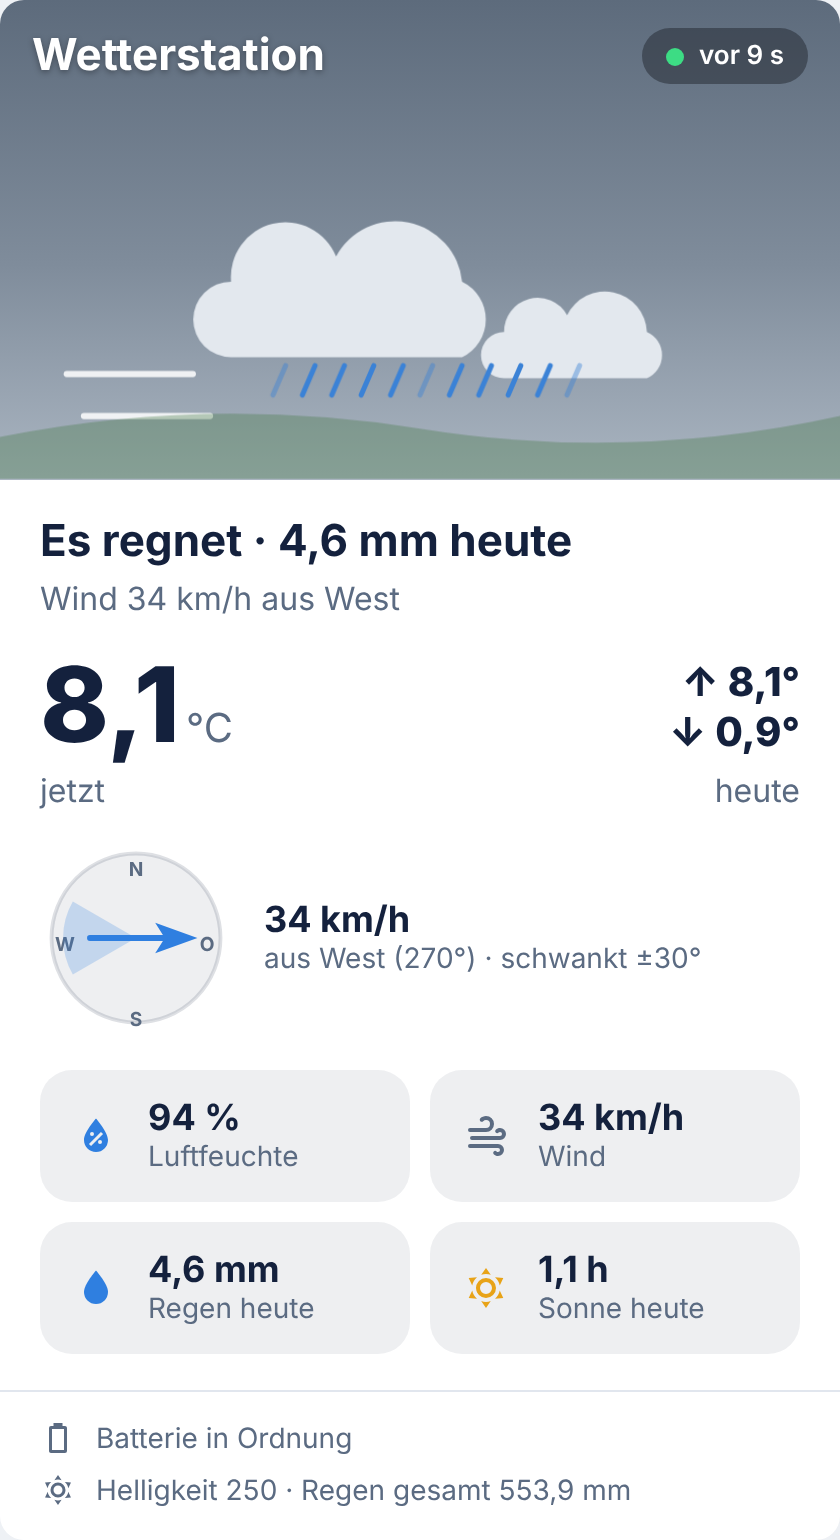 Wetterstation
vor 9 s
Es regnet · 4,6 mm heute
Wind 34 km/h aus West
8,1 °C
jetzt
↑ 8,1°
↓ 0,9°
heute
N
W
O
S
34 km/h
aus West (270°) · schwankt ±30°
94 %
Luftfeuchte
34 km/h
Wind
4,6 mm
Regen heute
1,1 h
Sonne heute
Batterie in Ordnung
Helligkeit 250 · Regen gesamt 553,9 mm